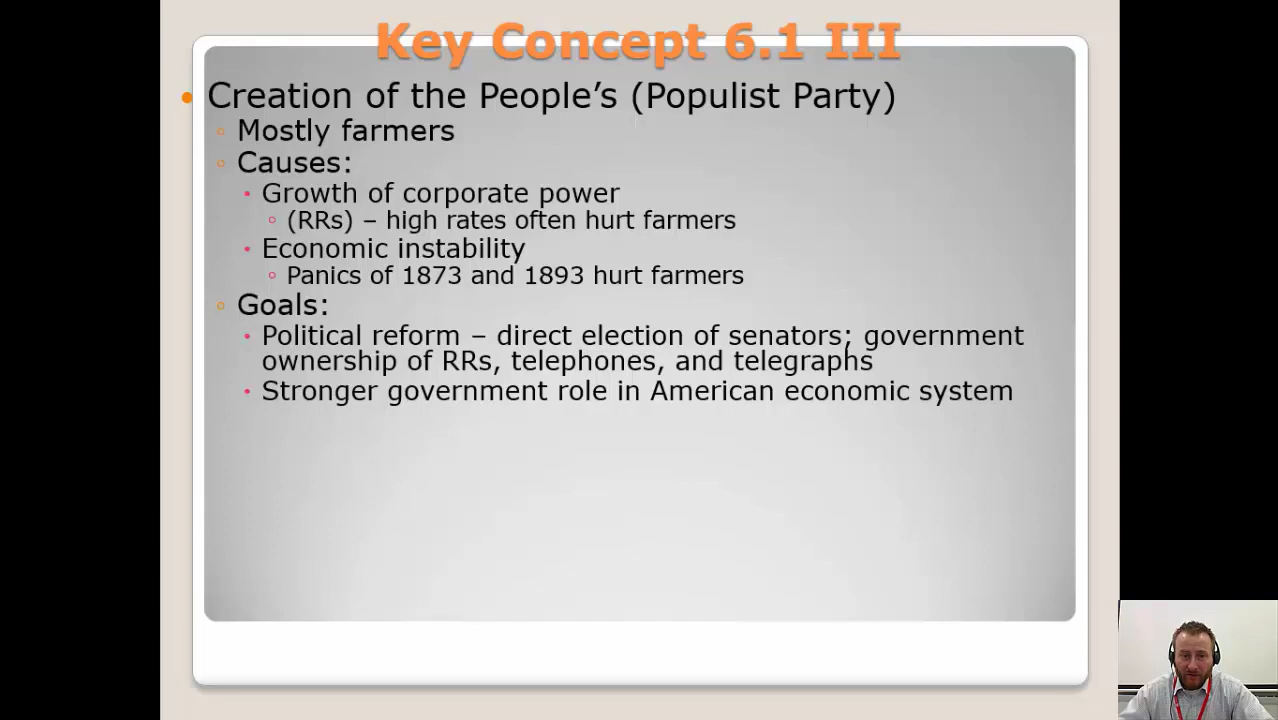 Key Concept 6.1 III
Creation of the People’s (Populist Party)
Mostly farmers
Causes:
Growth of corporate power
(RRs) – high rates often hurt farmers
Economic instability
Panics of 1873 and 1893 hurt farmers
Goals:
Political reform – direct election of senators; government
ownership of RRs, telephones, and telegraphs
Stronger government role in American economic system